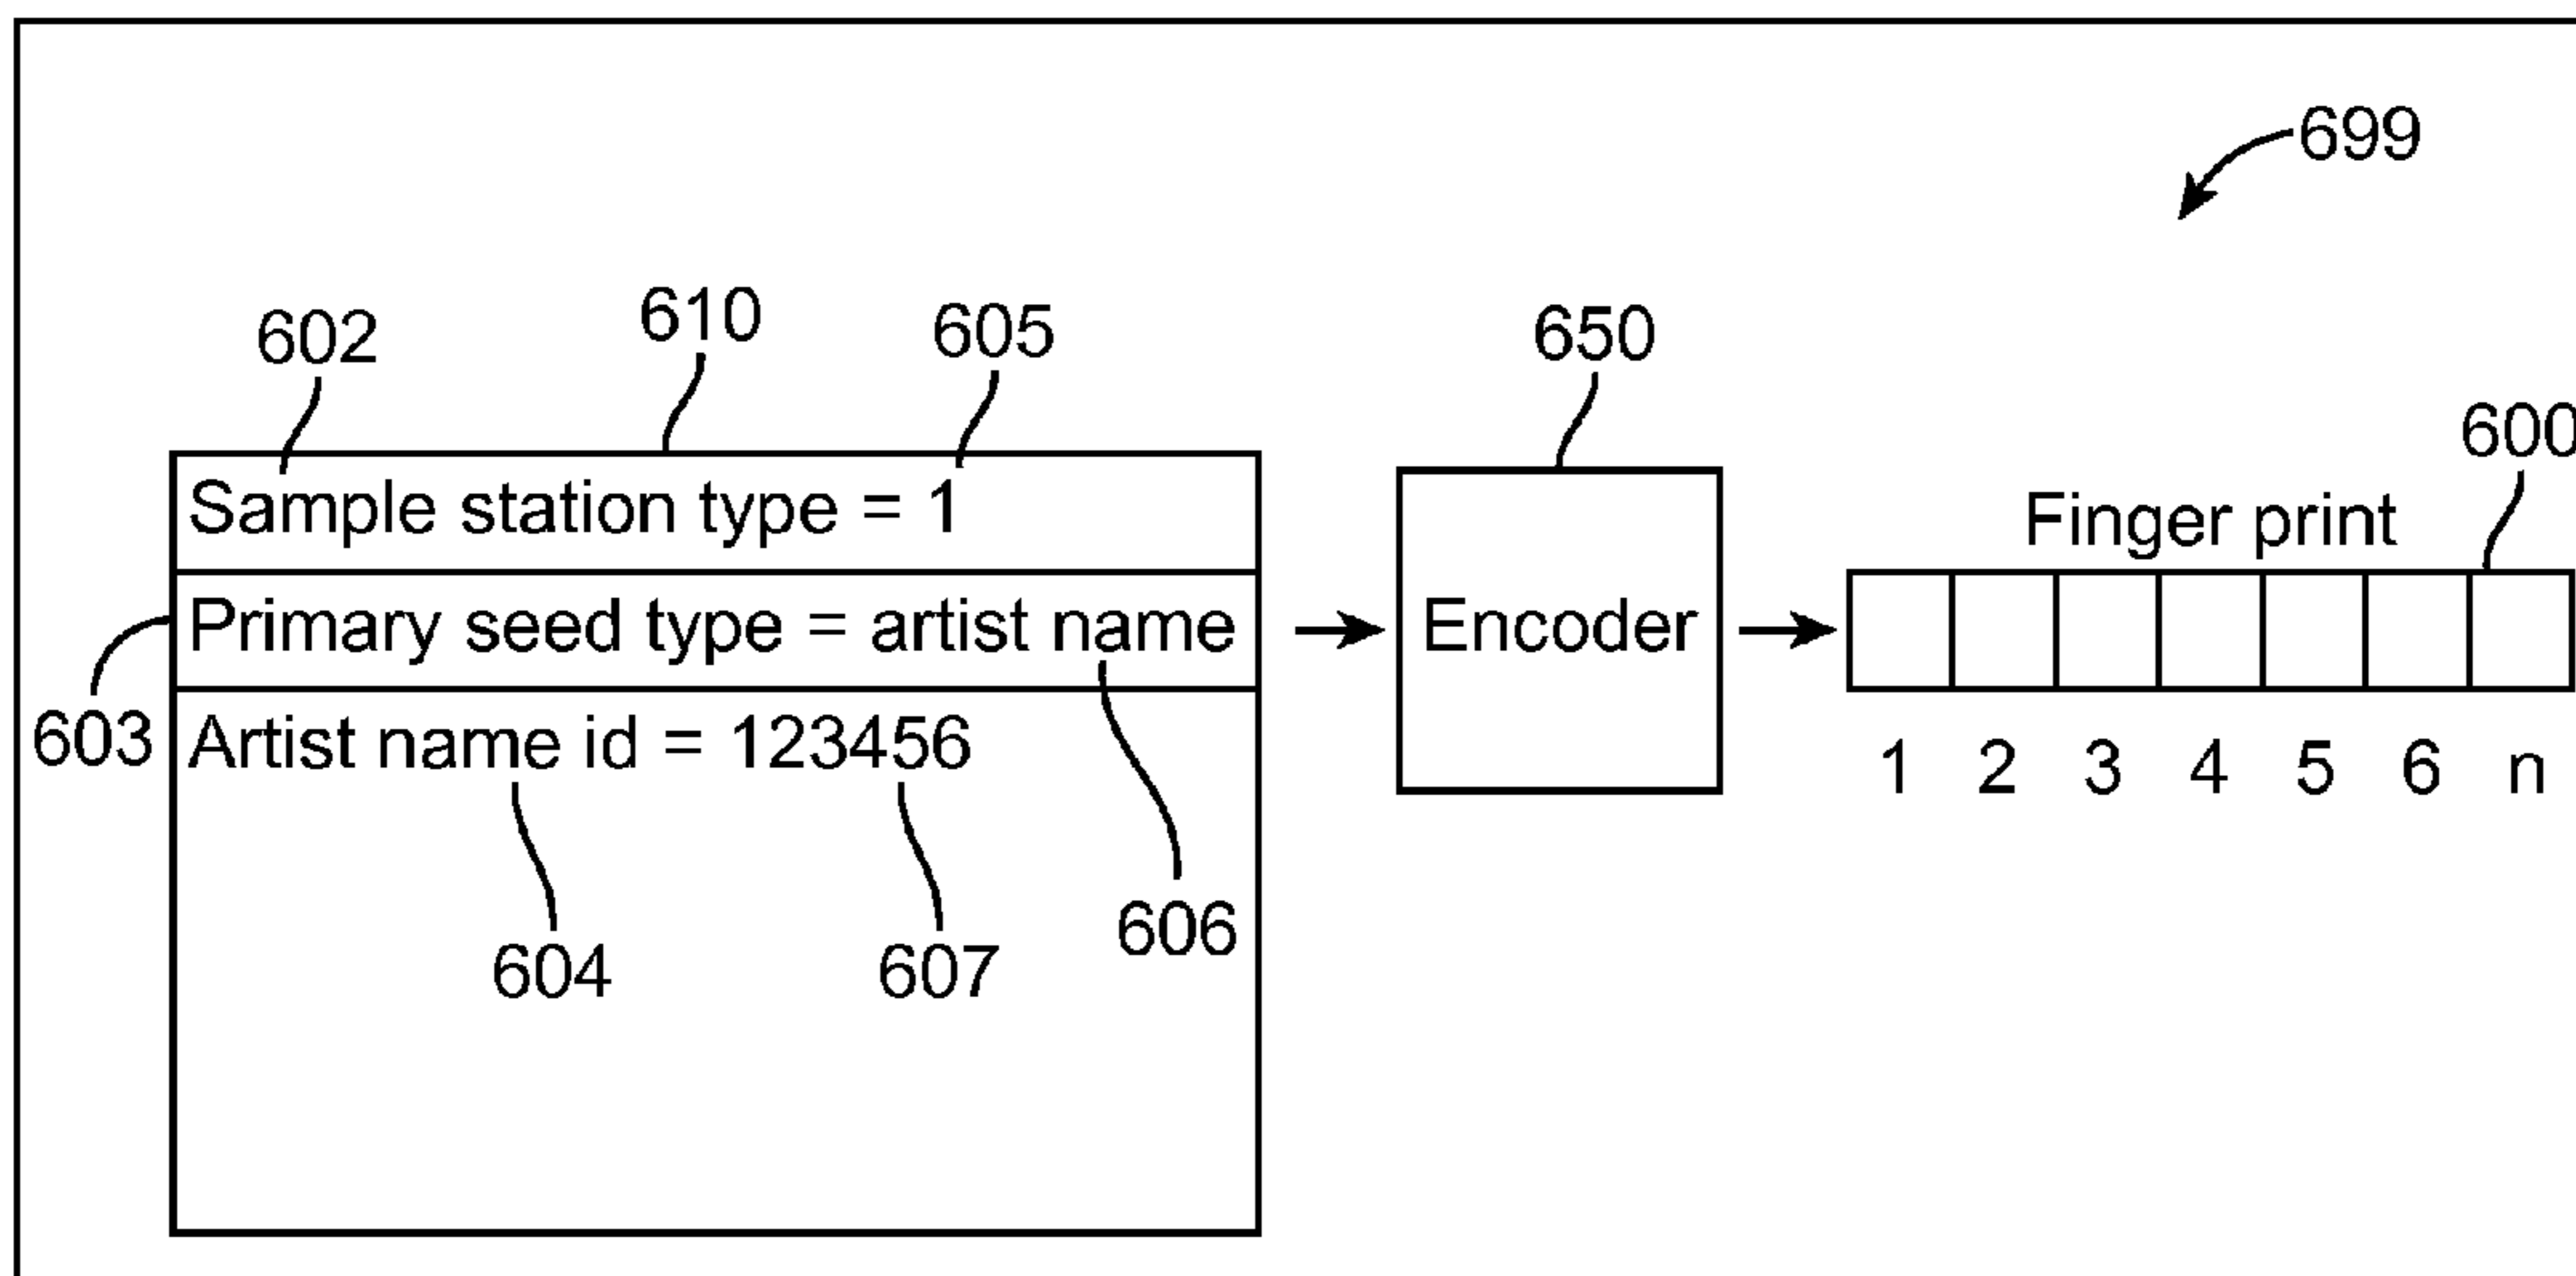 699
602 610 605 650
600
Sample station type = 1
Finger print
Primary seed type = artist name
Encoder
603
Artist name id = 123456
1 2 3 4 5 6 n
604 607 606